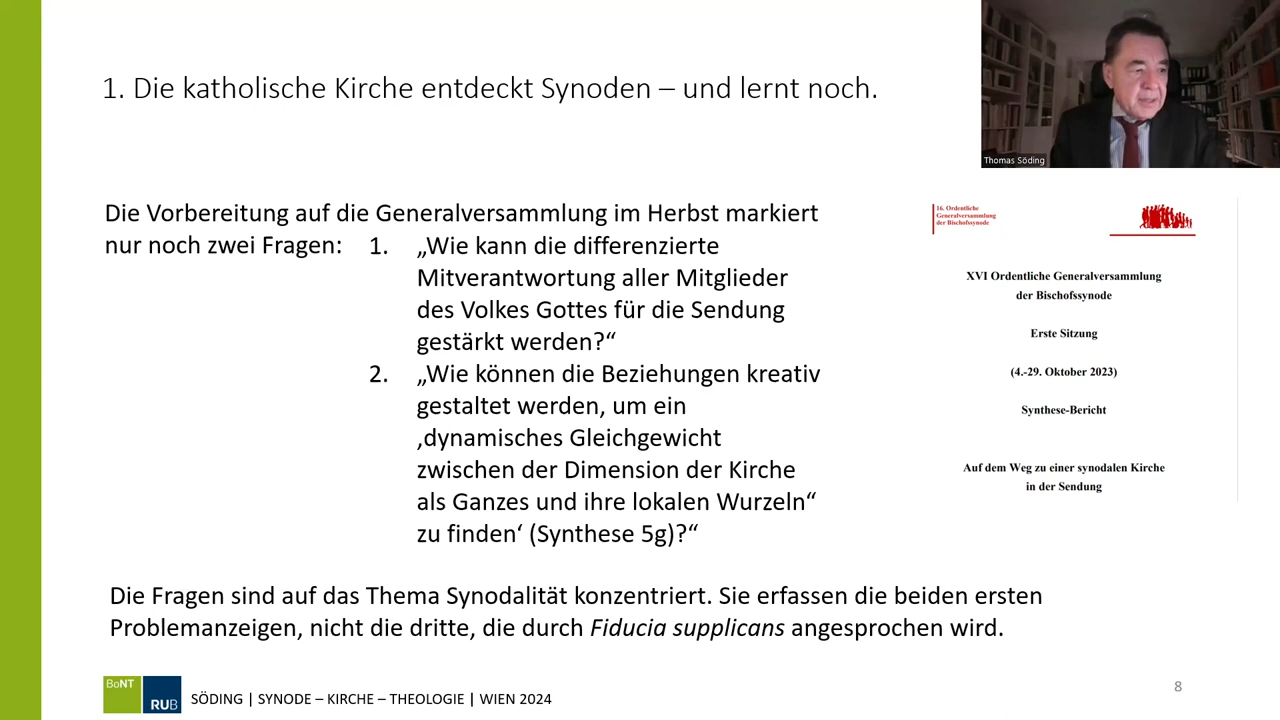 1. Die katholische Kirche entdeckt Synoden – und lernt noch.
Thomas Söding
Die Vorbereitung auf die Generalversammlung im Herbst markiert
nur noch zwei Fragen:
1. „Wie kann die differenzierte
Mitverantwortung aller Mitglieder
des Volkes Gottes für die Sendung
gestärkt werden?“
2. „Wie können die Beziehungen kreativ
gestaltet werden, um ein
‚dynamisches Gleichgewicht
zwischen der Dimension der Kirche
als Ganzes und ihre lokalen Wurzeln“
zu finden‘ (Synthese 5g)?“
16. Ordentliche
Generalversammlung
der Bischofssynode
XVI Ordentliche Generalversammlung
der Bischofssynode
Erste Sitzung
(4.-29. Oktober 2023)
Synthese-Bericht
Auf dem Weg zu einer synodalen Kirche
in der Sendung
Die Fragen sind auf das Thema Synodalität konzentriert. Sie erfassen die beiden ersten
Problemanzeigen, nicht die dritte, die durch Fiducia supplicans angesprochen wird.
BoNT
RUB
SÖDING | SYNODE – KIRCHE – THEOLOGIE | WIEN 2024
8